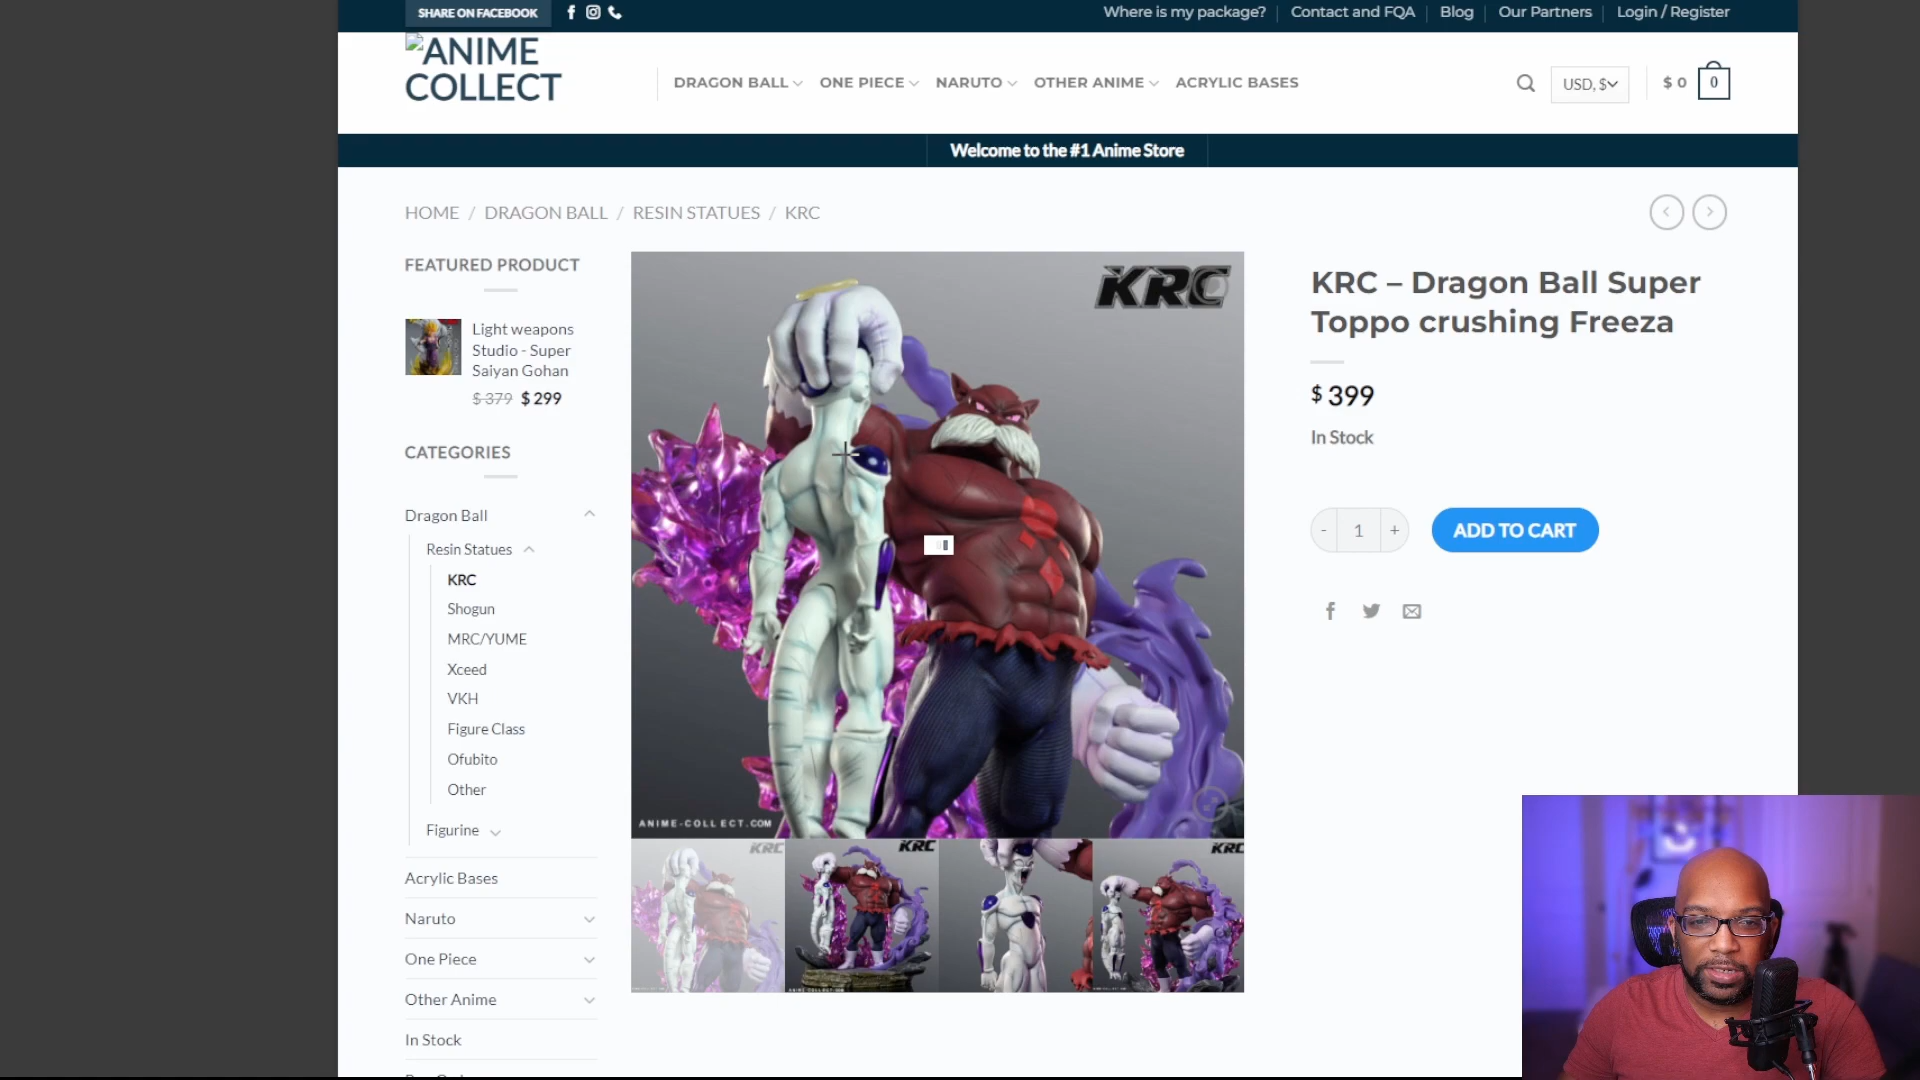 SHARE ON FACEBOOK
Where is my package?
Contact and FQA
Blog
Our Partners
Login / Register
ANIME
COLLECT
DRAGON BALL
ONE PIECE
NARUTO
OTHER ANIME
ACRYLIC BASES
USD, $
$ 0
0
Welcome to the #1 Anime Store
HOME / DRAGON BALL / RESIN STATUES / KRC
FEATURED PRODUCT
Light weapons
Studio - Super
Saiyan Gohan
$ 379 $ 299
CATEGORIES
Dragon Ball
Resin Statues
KRC
Shogun
MRC/YUME
Xceed
VKH
Figure Class
Ofubito
Other
Figurine
Acrylic Bases
Naruto
One Piece
Other Anime
In Stock
KRC
ANIME-COLLECT.COM
KRC
KRC
KRC
ANIME-COLLECT.COM
KRC – Dragon Ball Super
Toppo crushing Freeza
$ 399
In Stock
- 1 +
ADD TO CART